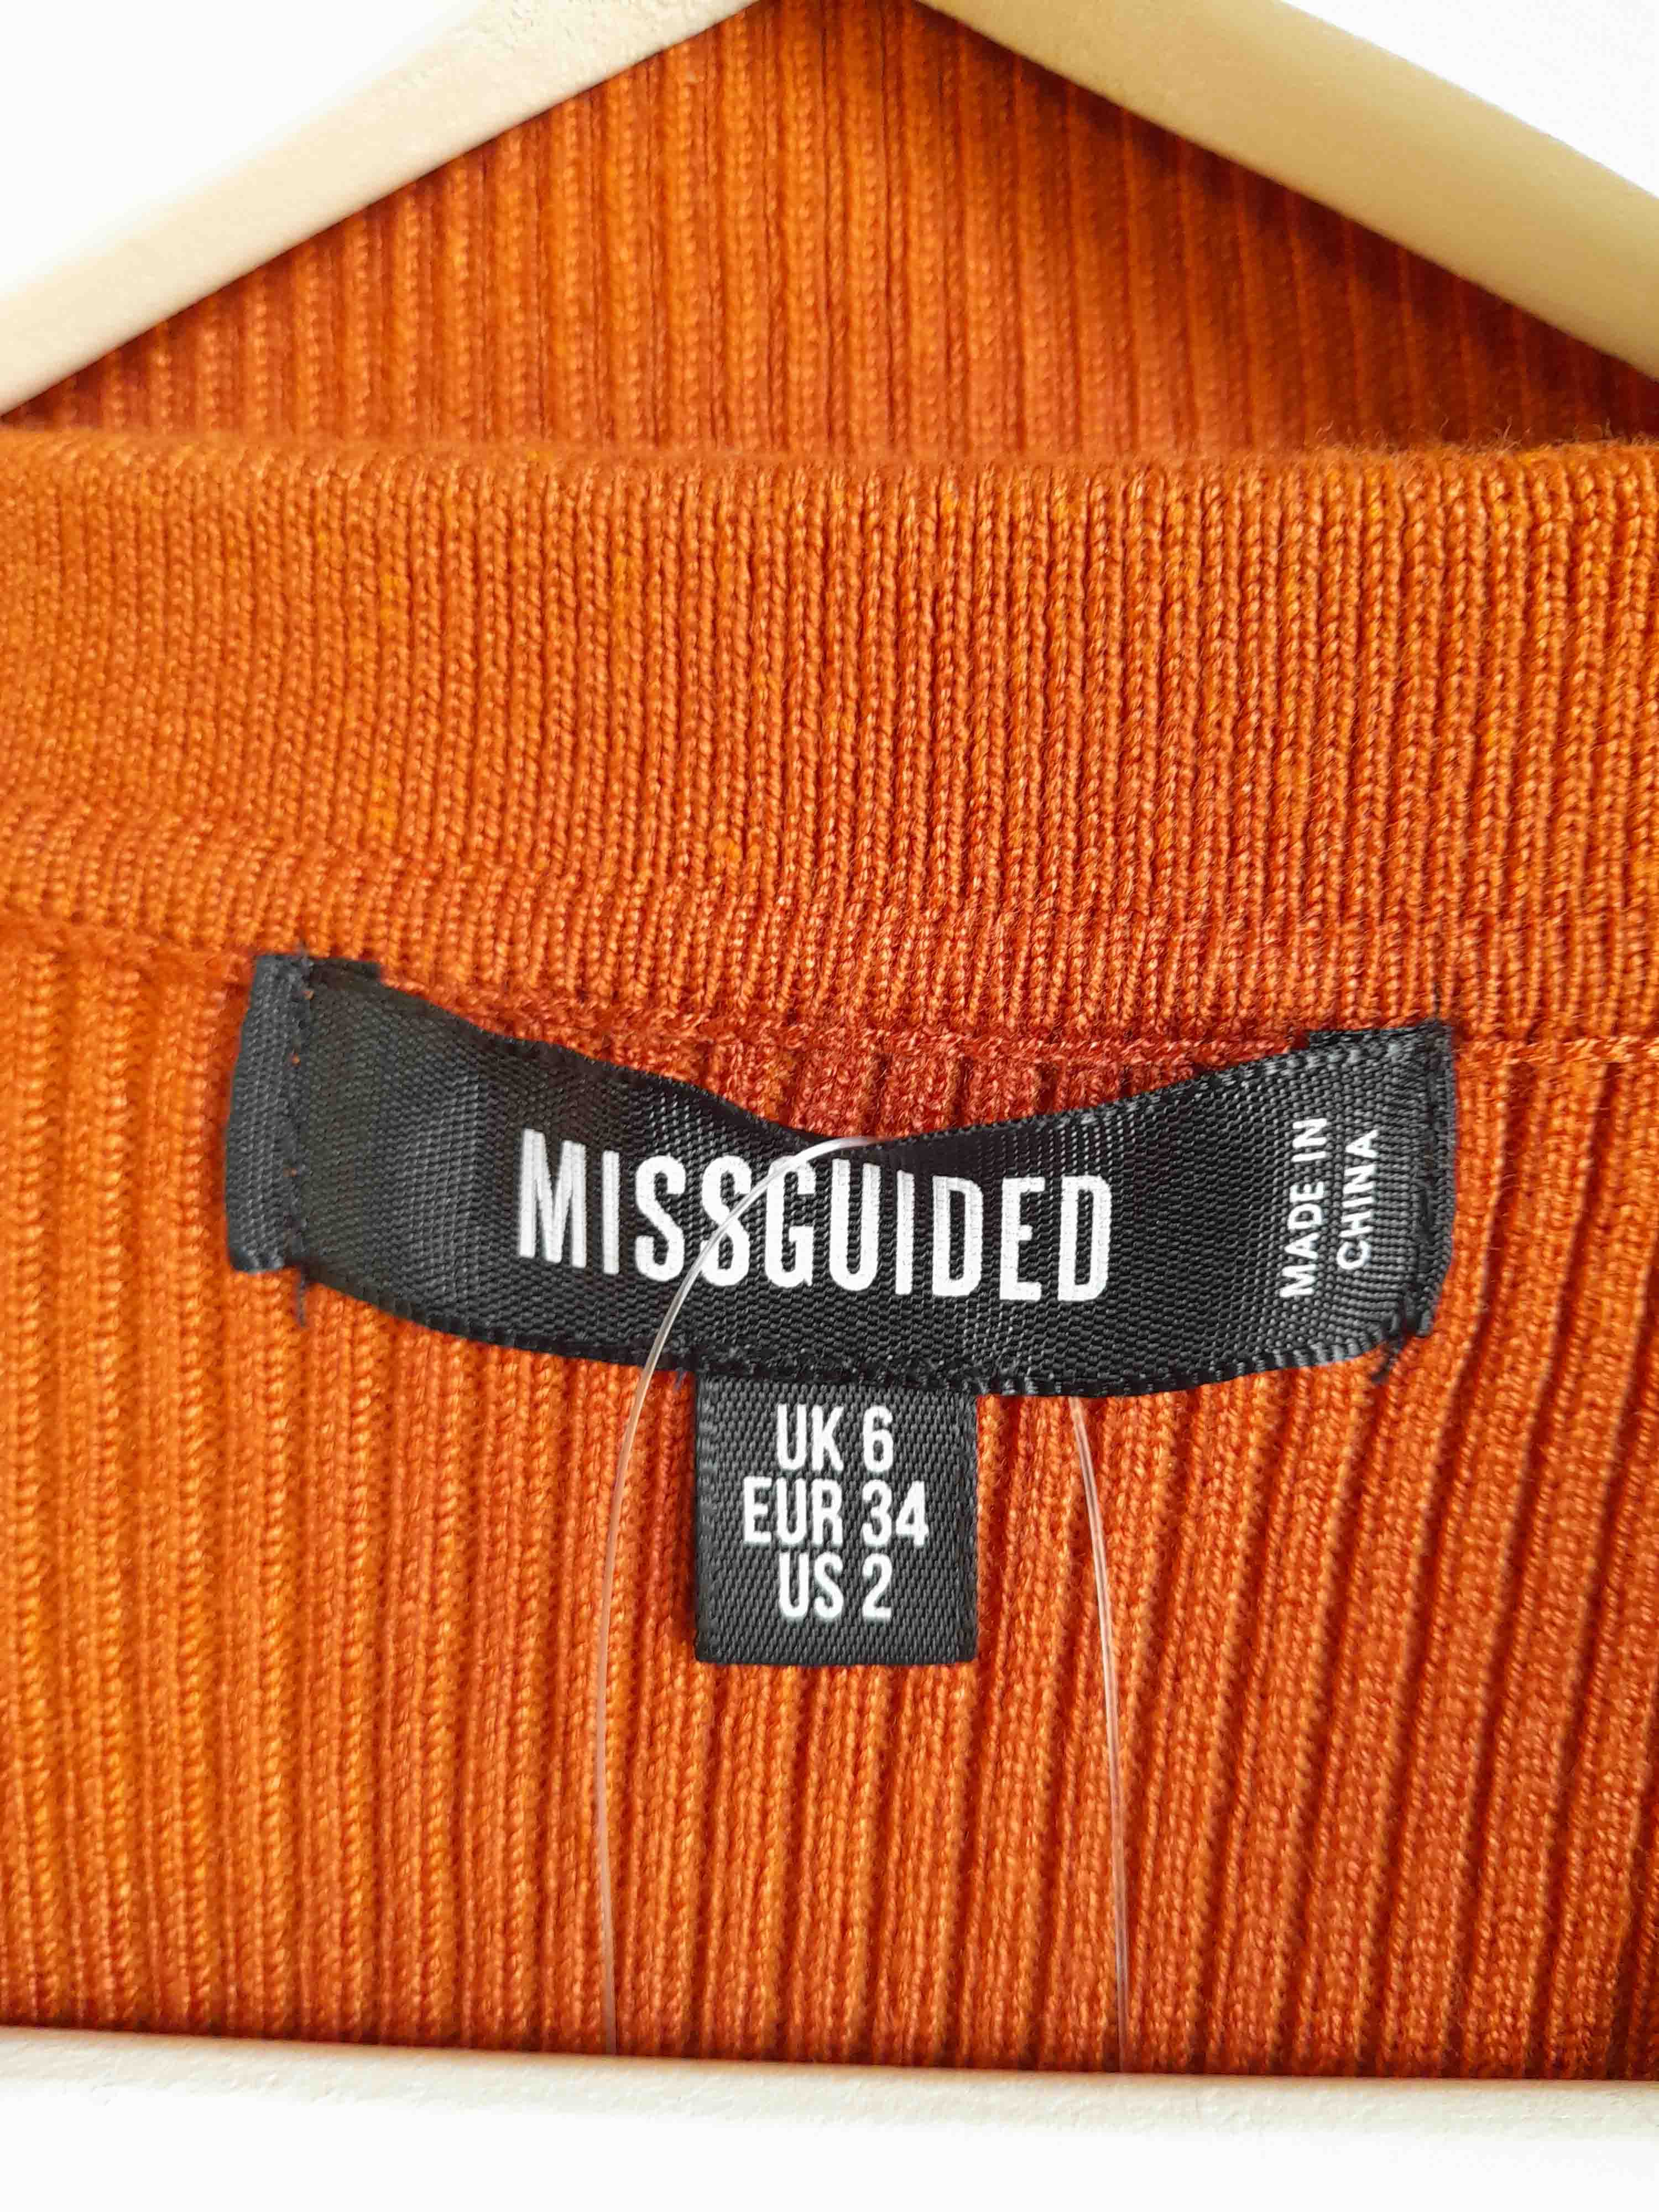 MISSGUIDED
MADE IN
CHINA
UK 6
EUR 34
US 2